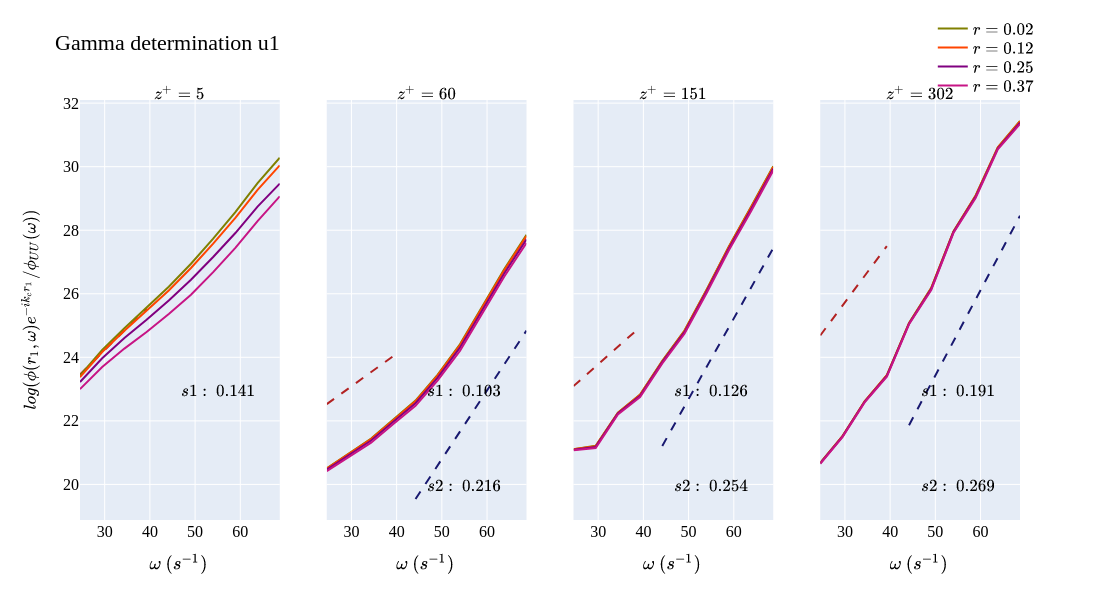 Gamma determination u1
r = 0.02
r = 0.12
r = 0.25
r = 0.37
z⁺ = 5
z⁺ = 60
z⁺ = 151
z⁺ = 302
log(ϕ(r₁, ω)e^{−ik_c r₁}/ϕ_{UU}(ω))
32
30
28
26
24
22
20
s1 : 0.141
s1 : 0.103
s1 : 0.126
s1 : 0.191
s2 : 0.216
s2 : 0.254
s2 : 0.269
30 40 50 60
30 40 50 60
30 40 50 60
30 40 50 60
ω (s⁻¹)
ω (s⁻¹)
ω (s⁻¹)
ω (s⁻¹)